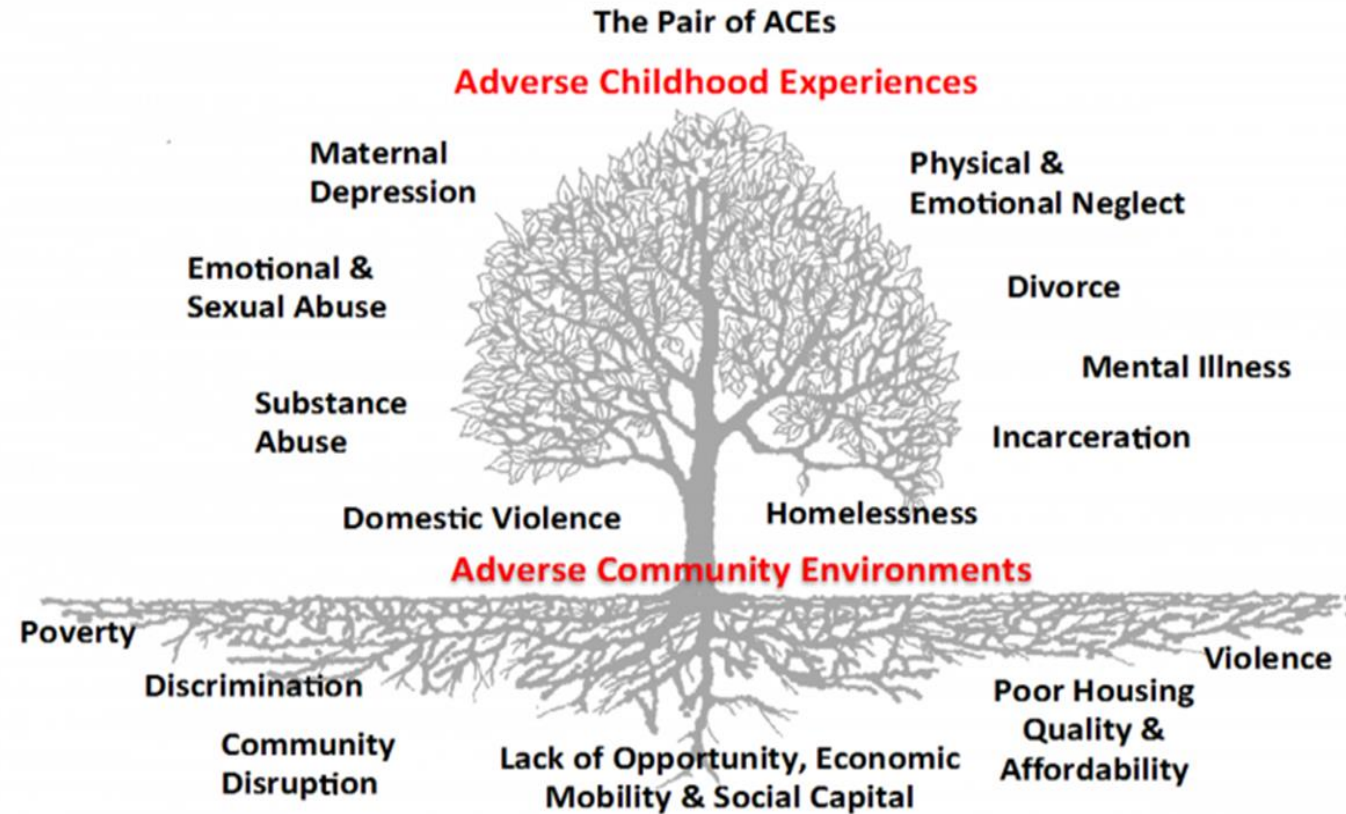 The Pair of ACEs
Adverse Childhood Experiences
Maternal
Depression
Physical &
Emotional Neglect
Emotional &
Sexual Abuse
Divorce
Mental Illness
Substance
Abuse
Incarceration
Domestic Violence
Homelessness
Adverse Community Environments
Poverty
Violence
Discrimination
Poor Housing
Quality &
Affordability
Community
Disruption
Lack of Opportunity, Economic
Mobility & Social Capital